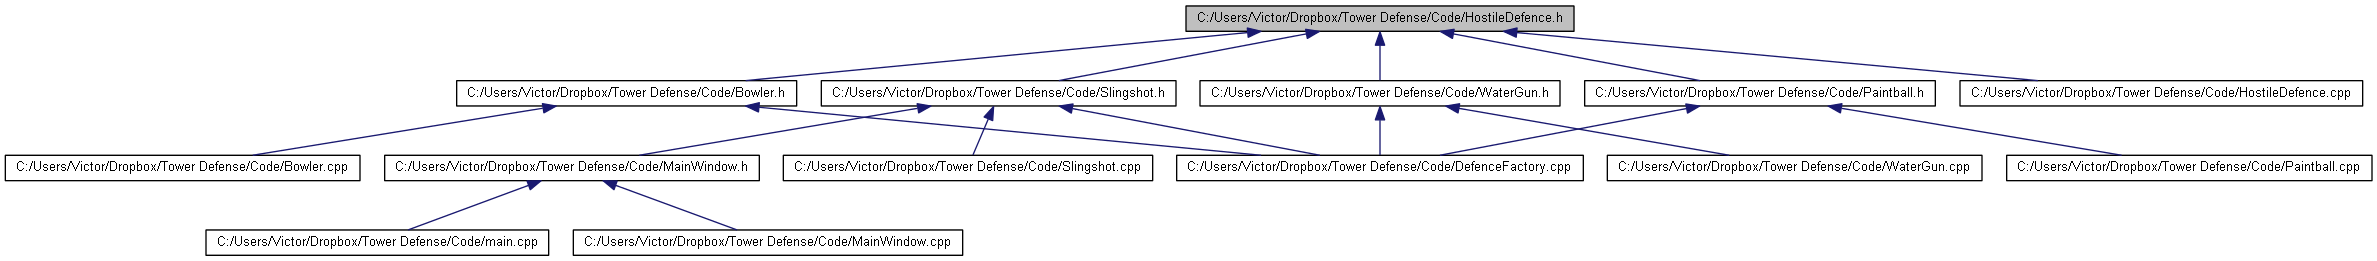 C:/Users/Victor/Dropbox/Tower Defense/Code/HostileDefence.h
C:/Users/Victor/Dropbox/Tower Defense/Code/Bowler.h
C:/Users/Victor/Dropbox/Tower Defense/Code/Slingshot.h
C:/Users/Victor/Dropbox/Tower Defense/Code/WaterGun.h
C:/Users/Victor/Dropbox/Tower Defense/Code/Paintball.h
C:/Users/Victor/Dropbox/Tower Defense/Code/HostileDefence.cpp
C:/Users/Victor/Dropbox/Tower Defense/Code/Bowler.cpp
C:/Users/Victor/Dropbox/Tower Defense/Code/MainWindow.h
C:/Users/Victor/Dropbox/Tower Defense/Code/Slingshot.cpp
C:/Users/Victor/Dropbox/Tower Defense/Code/DefenceFactory.cpp
C:/Users/Victor/Dropbox/Tower Defense/Code/WaterGun.cpp
C:/Users/Victor/Dropbox/Tower Defense/Code/Paintball.cpp
C:/Users/Victor/Dropbox/Tower Defense/Code/main.cpp
C:/Users/Victor/Dropbox/Tower Defense/Code/MainWindow.cpp